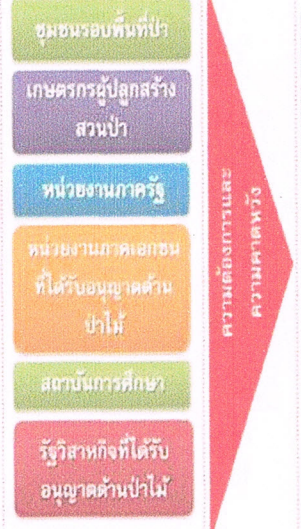 ชุมชนรอบพื้นที่ป่า
เกษตรกรผู้ปลูกสร้าง
สวนป่า
หน่วยงานภาครัฐ
หน่วยงานภาคเอกชน
ที่ได้รับอนุญาตด้าน
ป่าไม้
สถาบันการศึกษา
รัฐวิสาหกิจที่ได้รับ
อนุญาตด้านป่าไม้
ความต้องการและ
ความคาดหวัง